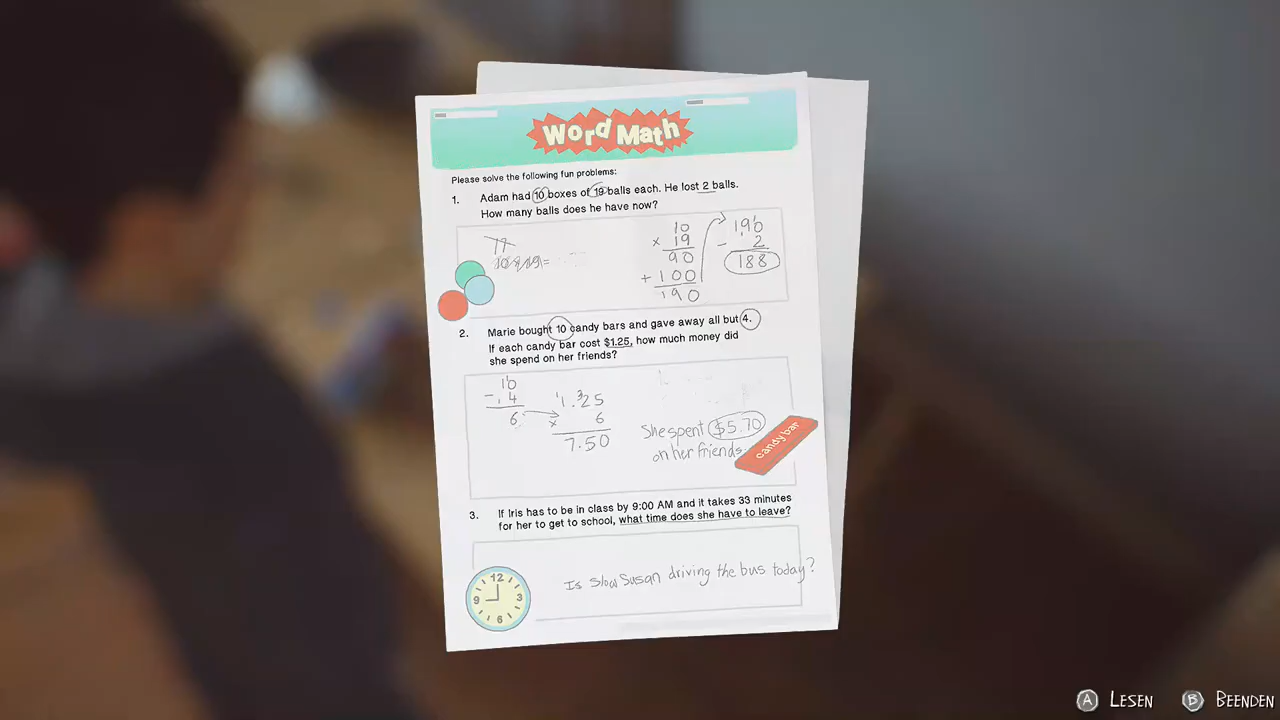 Word Math
Please solve the following fun problems:
1. Adam had 10 boxes of 19 balls each. He lost 2 balls.
How many balls does he have now?
10
x 19
90
+ 100
190
190
- 2
188
2. Marie bought 10 candy bars and gave away all but 4.
If each candy bar cost $1.25, how much money did
she spend on her friends?
10
- 4
6
1.25
x 6
7.50
She spent $5.70
on her friends.
candy bar
3. If Iris has to be in class by 9:00 AM and it takes 33 minutes
for her to get to school, what time does she have to leave?
12
9 3
6
Is Slow Susan driving the bus today?
A LESEN B BEENDEN